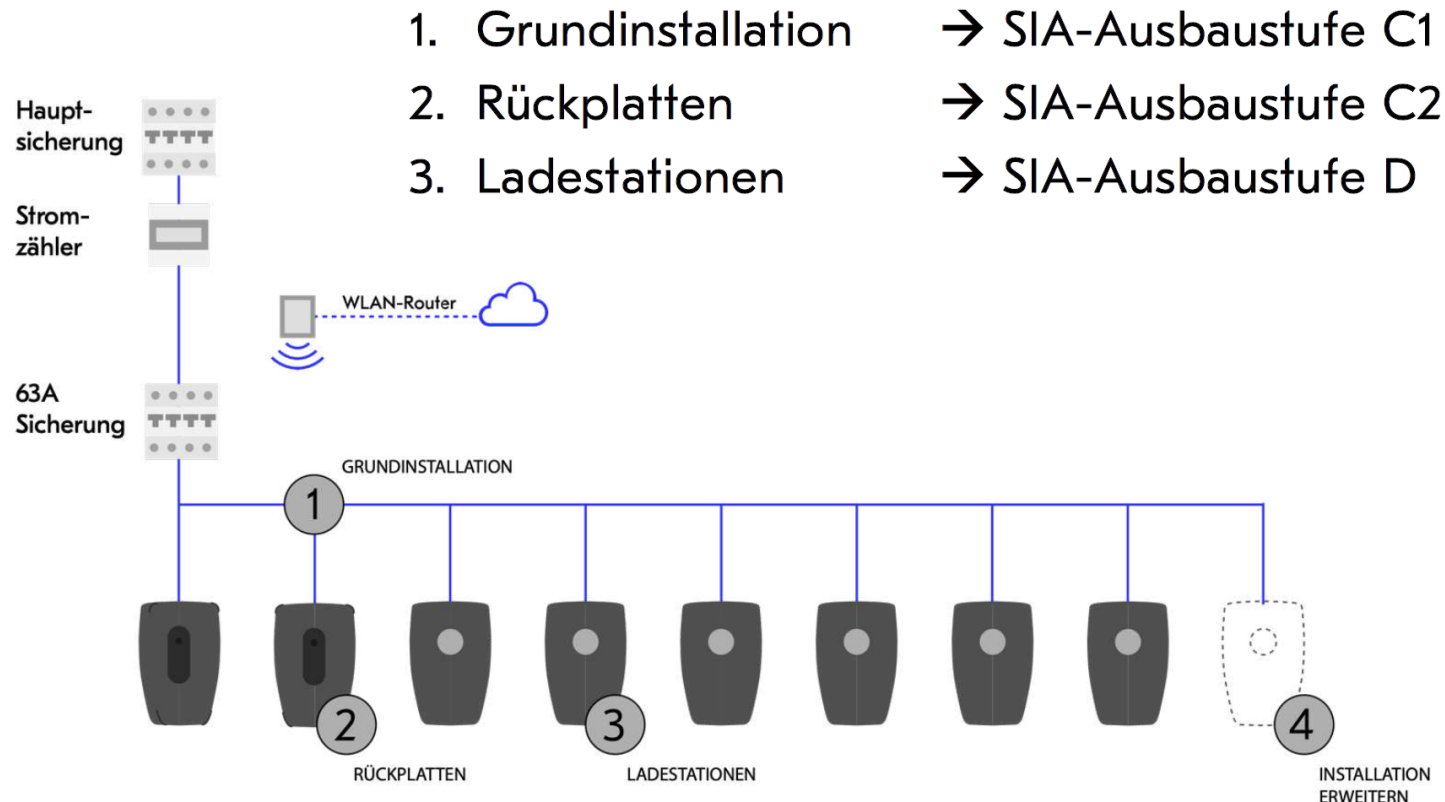 1. Grundinstallation → SIA-Ausbaustufe C1
2. Rückplatten → SIA-Ausbaustufe C2
3. Ladestationen → SIA-Ausbaustufe D
Haupt-
sicherung
Strom-
zähler
WLAN-Router
63A
Sicherung
GRUNDINSTALLATION
1
2
3
4
RÜCKPLATTEN
LADESTATIONEN
INSTALLATION
ERWEITERN